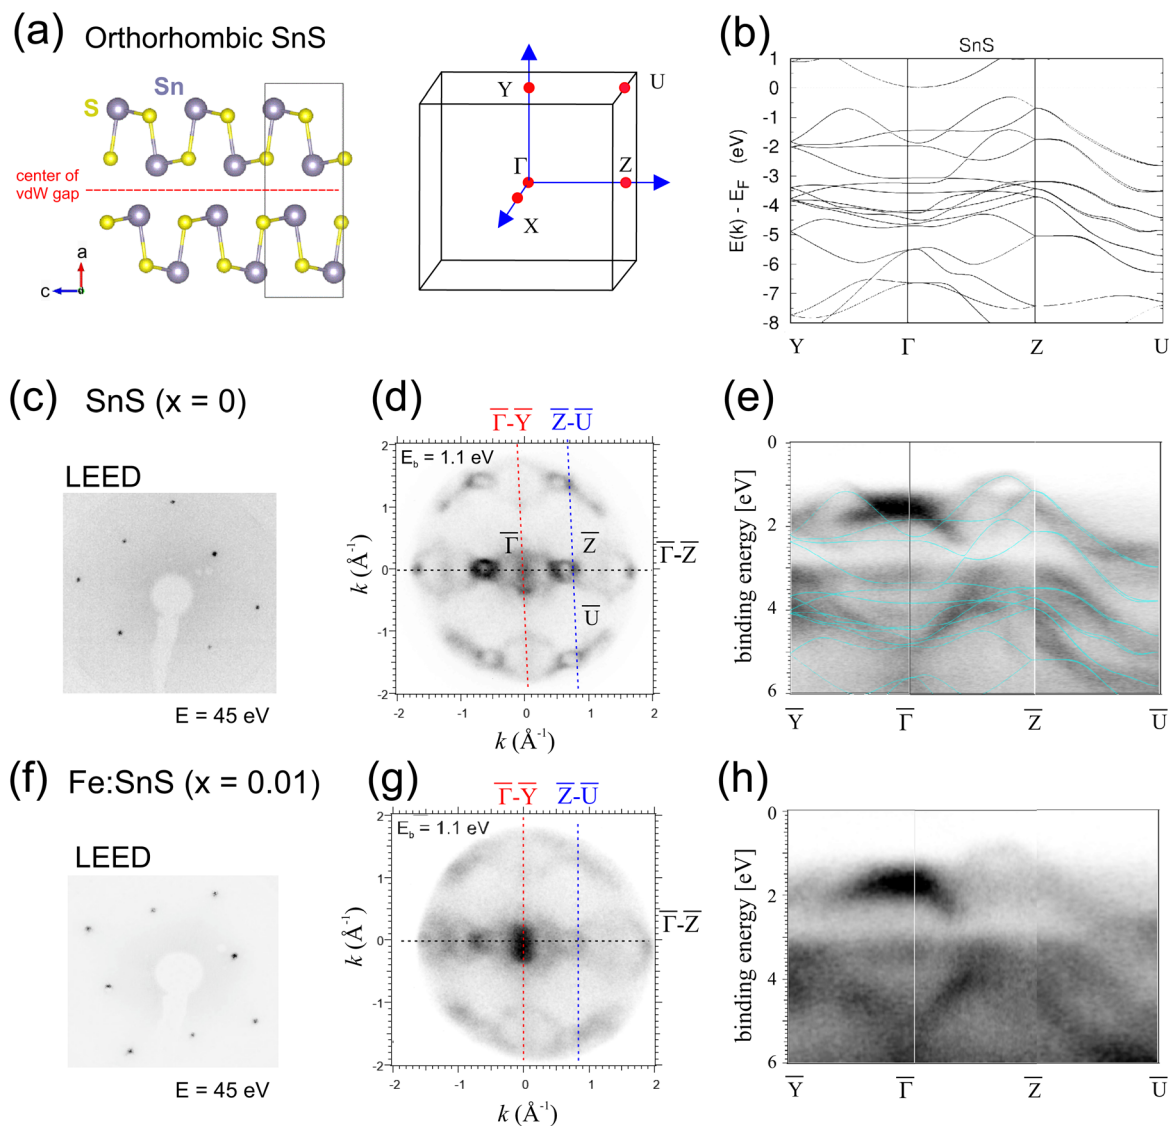 (a) Orthorhombic SnS
Sn
S
center of
vdW gap
a
c
Y
U
Γ
Z
X
(b)
SnS
E(k) - E_F (eV)
1
0
-1
-2
-3
-4
-5
-6
-7
-8
Y Γ Z U
(c) SnS (x = 0)
LEED
E = 45 eV
(d)
Γ̅-Y̅ Z̅-U̅
E_b = 1.1 eV
Γ̅ Z̅
Γ̅-Z̅
U̅
k (Å⁻¹)
2
1
0
-1
-2
-2 -1 0 1 2
k (Å⁻¹)
(e)
binding energy [eV]
0
2
4
6
Y̅ Γ̅ Z̅ U̅
(f) Fe:SnS (x = 0.01)
LEED
E = 45 eV
(g)
Γ̅-Y̅ Z̅-U̅
E_b = 1.1 eV
Γ̅-Z̅
k (Å⁻¹)
2
1
0
-1
-2
-2 -1 0 1 2
k (Å⁻¹)
(h)
binding energy [eV]
0
2
4
6
Y̅ Γ̅ Z̅ U̅